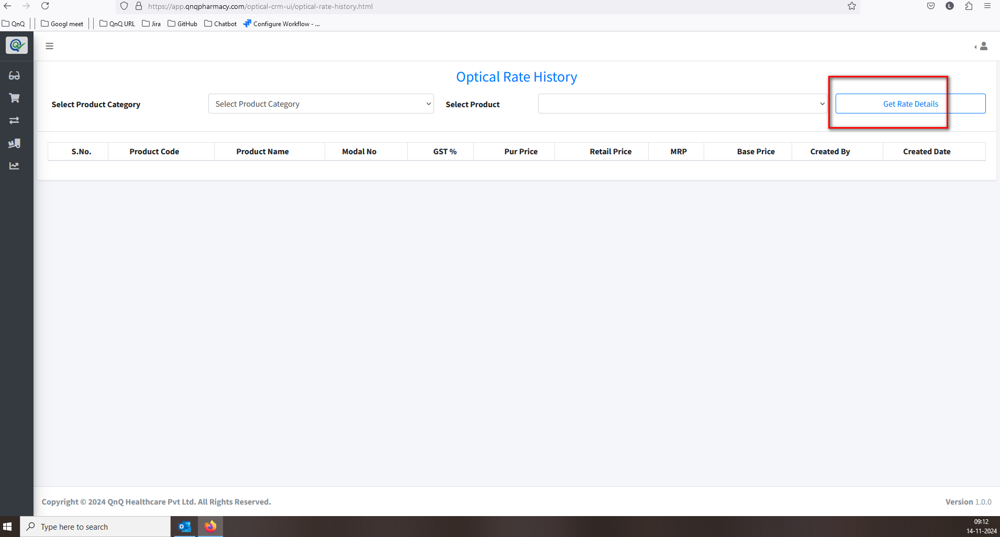 https://app.qnqpharmacy.com/optical-crm-ui/optical-rate-history.html
L
QnQ Googl meet QnQ URL Jira GitHub Chatbot Configure Workflow - ...
Optical Rate History
Select Product Category Select Product Category Select Product Get Rate Details
S.No. Product Code Product Name Modal No GST % Pur Price Retail Price MRP Base Price Created By Created Date
Copyright © 2024 QnQ Healthcare Pvt Ltd. All Rights Reserved. Version 1.0.0
Type here to search
09:12
14-11-2024